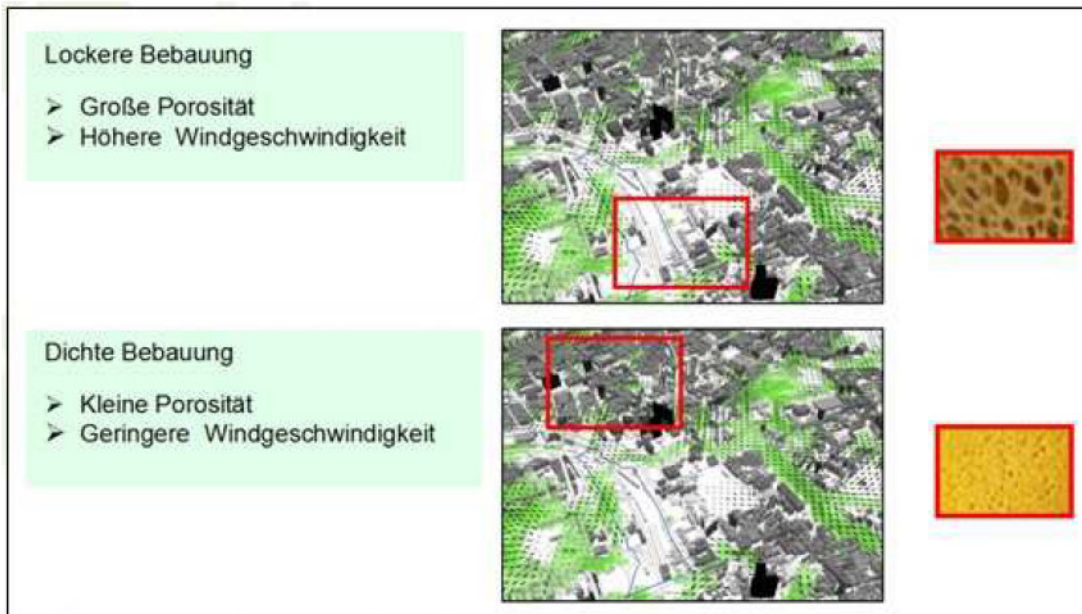 Lockere Bebauung
➢ Große Porosität
➢ Höhere Windgeschwindigkeit
Dichte Bebauung
➢ Kleine Porosität
➢ Geringere Windgeschwindigkeit